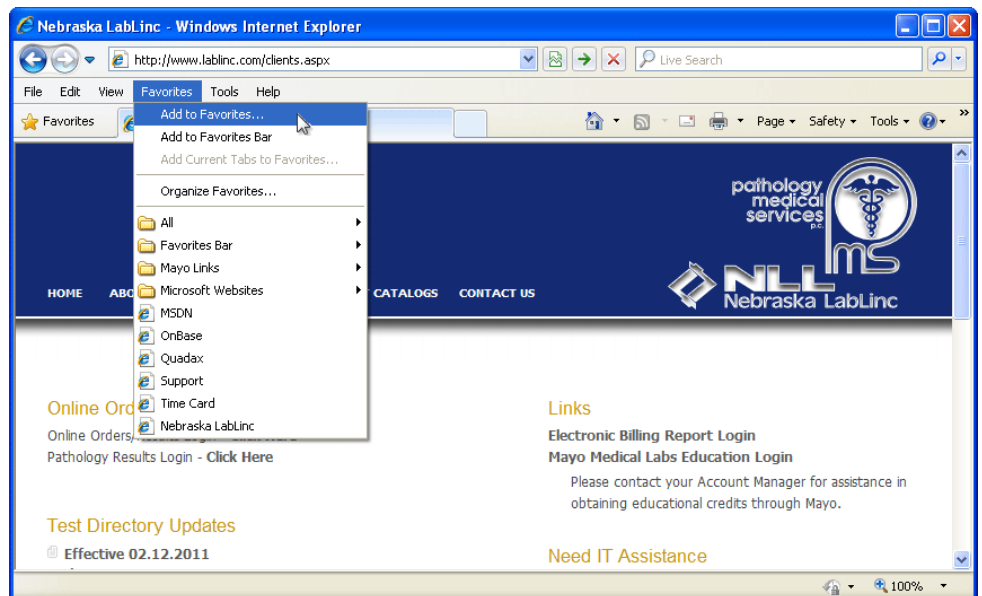 Nebraska LabLinc - Windows Internet Explorer
http://www.lablinc.com/clients.aspx
Live Search
File Edit View Favorites Tools Help
Favorites
Page Safety Tools
Add to Favorites...
Add to Favorites Bar
Add Current Tabs to Favorites...
Organize Favorites...
All
Favorites Bar
Mayo Links
Microsoft Websites
MSDN
OnBase
Quadax
Support
Time Card
Nebraska LabLinc
pathology
medical
services
p.c.
pms
NLL
Nebraska LabLinc
HOME ABO CATALOGS CONTACT US
Online Ord
Online Orders/
Pathology Results Login - Click Here
Test Directory Updates
Effective 02.12.2011
Links
Electronic Billing Report Login
Mayo Medical Labs Education Login
Please contact your Account Manager for assistance in
obtaining educational credits through Mayo.
Need IT Assistance
100%